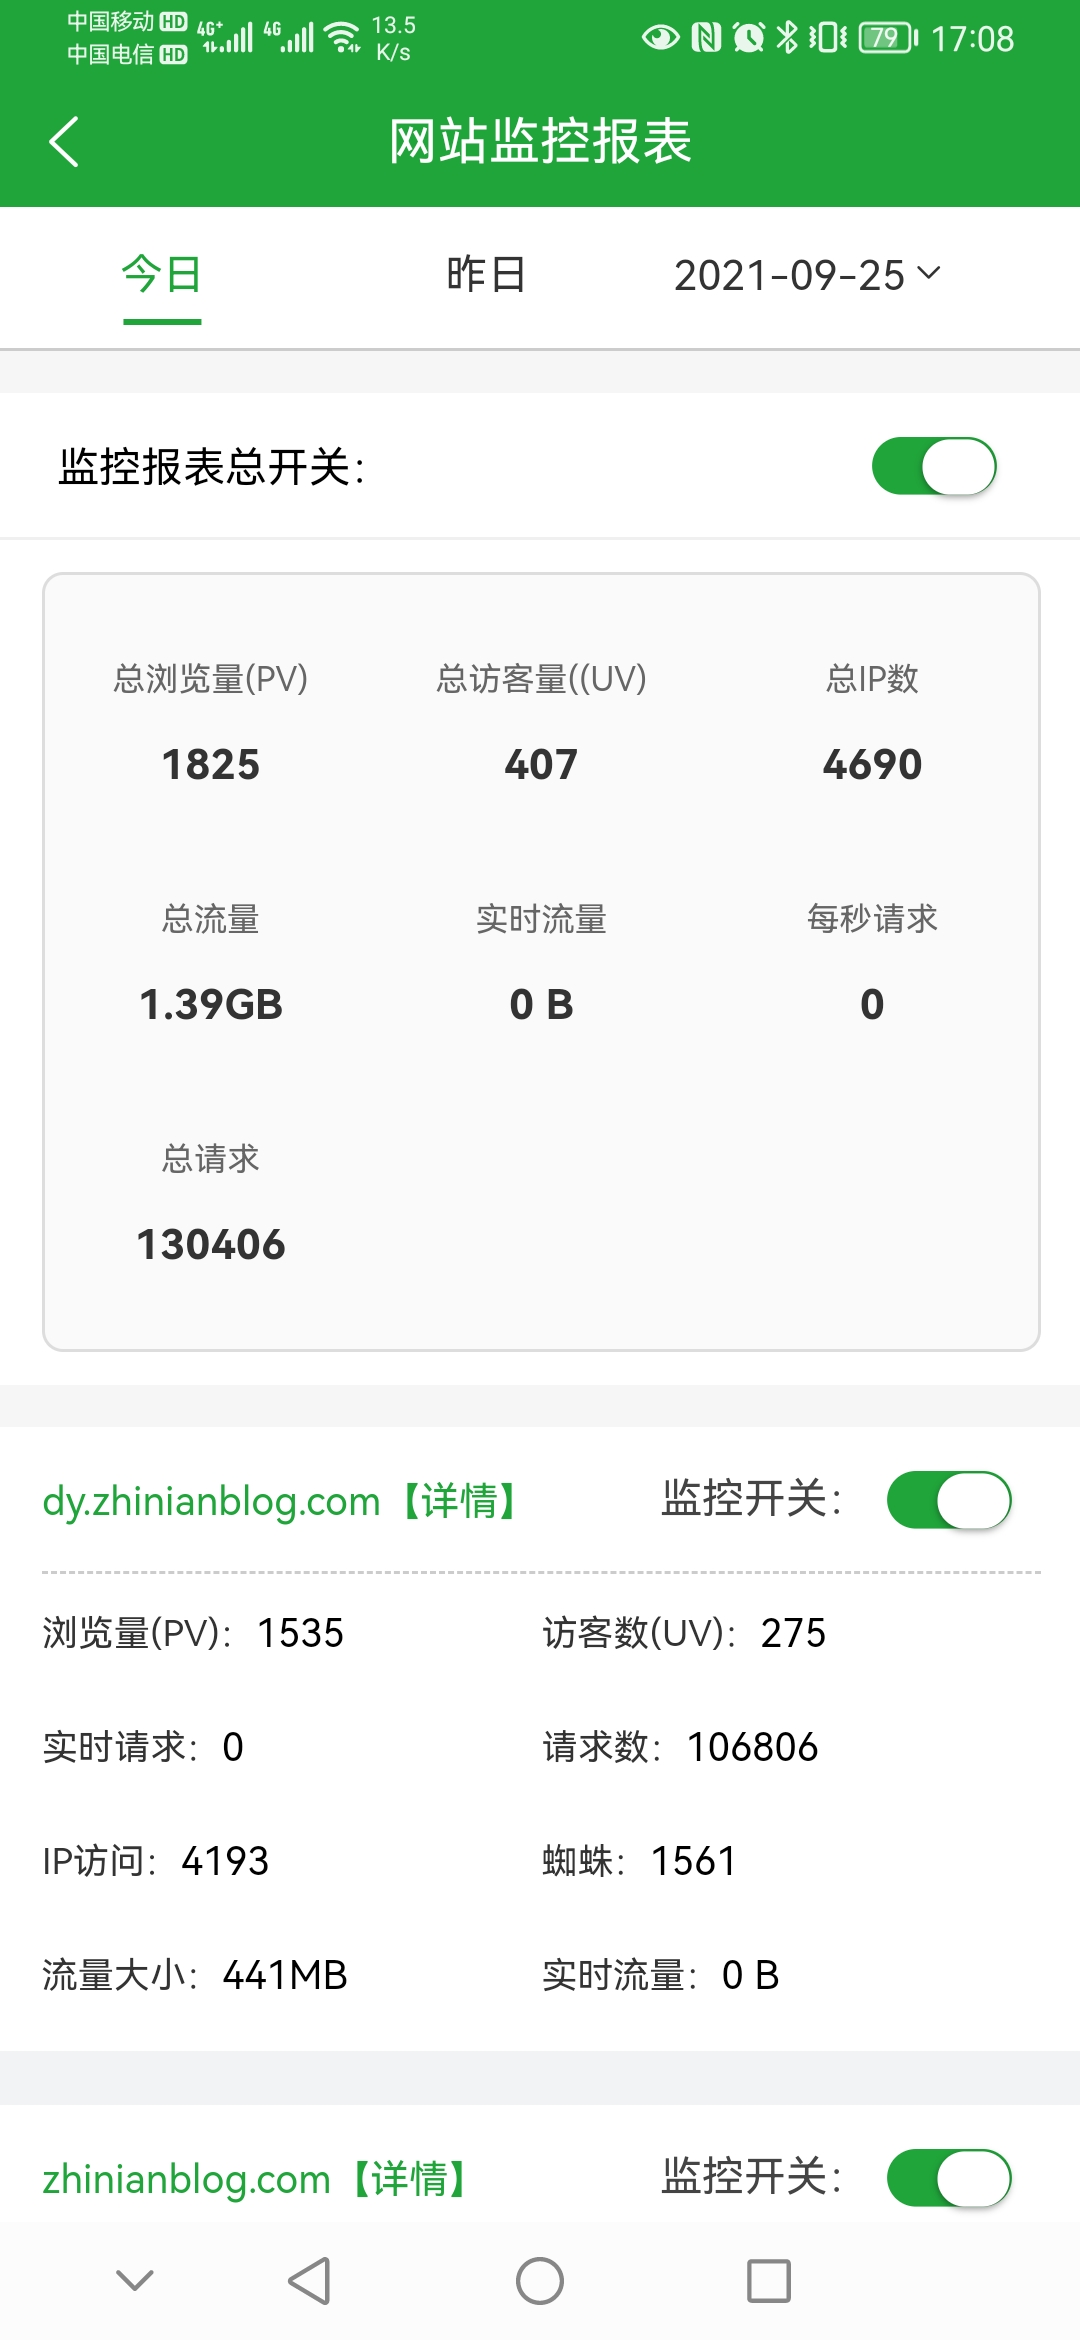 中国移动 HD 4G+ 4G 13.5 K/s 79 17:08
中国电信 HD
网站监控报表
今日 昨日 2021-09-25
监控报表总开关:
总浏览量(PV) 总访客量((UV) 总IP数
1825 407 4690
总流量 实时流量 每秒请求
1.39GB 0 B 0
总请求
130406
dy.zhinianblog.com【详情】 监控开关:
浏览量(PV): 1535 访客数(UV): 275
实时请求: 0 请求数: 106806
IP访问: 4193 蜘蛛: 1561
流量大小: 441MB 实时流量: 0 B
zhinianblog.com【详情】 监控开关: